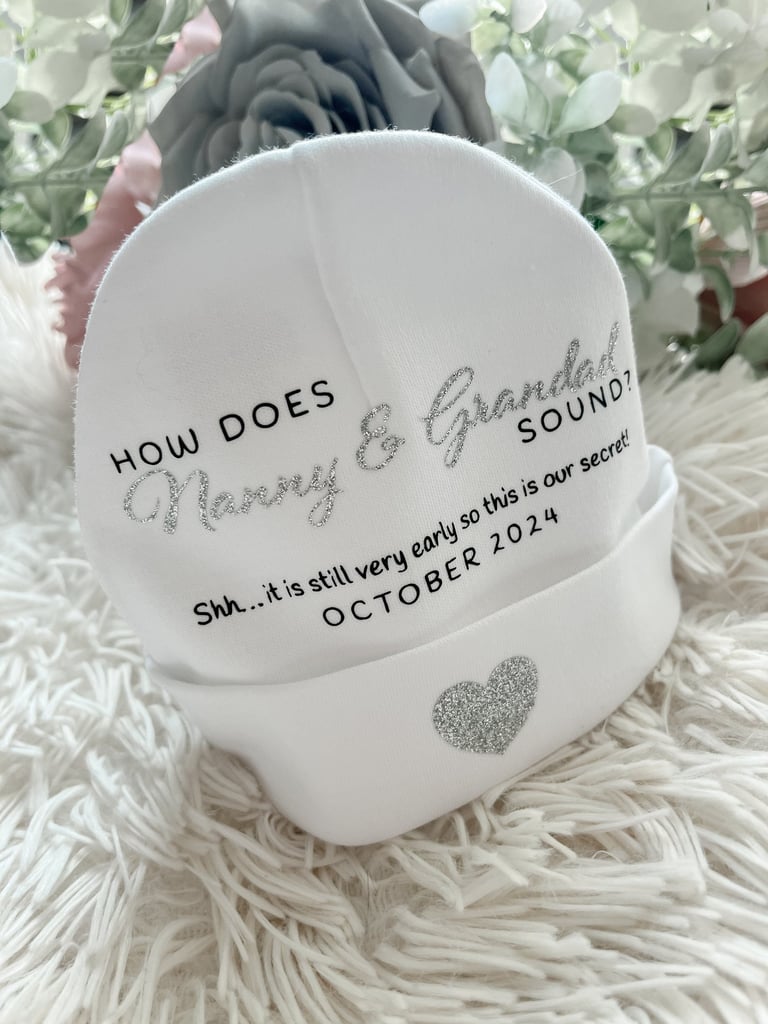 HOW DOES
Nanny & Grandad
SOUND?
Shh...it is still very early so this is our secret!
OCTOBER 2024